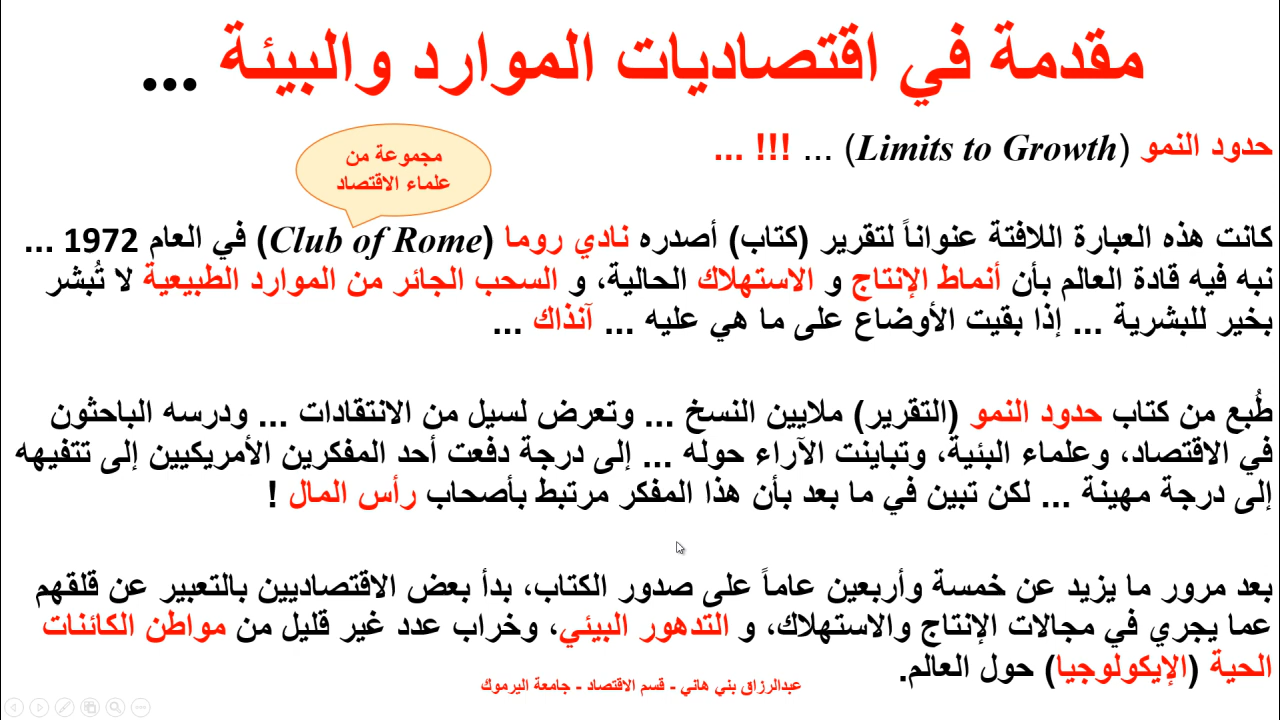 مقدمة في اقتصاديات الموارد والبيئة ...
حدود النمو (Limits to Growth) ... !!! ...
مجموعة من
علماء الاقتصاد
كانت هذه العبارة اللافتة عنواناً لتقرير (كتاب) أصدره نادي روما (Club of Rome) في العام 1972 ...
نبه فيه قادة العالم بأن أنماط الإنتاج و الاستهلاك الحالية، و السحب الجائر من الموارد الطبيعية لا تُبشر
بخير للبشرية ... إذا بقيت الأوضاع على ما هي عليه ... آنذاك ...
طُبع من كتاب حدود النمو (التقرير) ملايين النسخ ... وتعرض لسيل من الانتقادات ... ودرسه الباحثون
في الاقتصاد، وعلماء البنية، وتباينت الآراء حوله ... إلى درجة دفعت أحد المفكرين الأمريكيين إلى تتفيهه
إلى درجة مهينة ... لكن تبين في ما بعد بأن هذا المفكر مرتبط بأصحاب رأس المال !
بعد مرور ما يزيد عن خمسة وأربعين عاماً على صدور الكتاب، بدأ بعض الاقتصاديين بالتعبير عن قلقهم
عما يجري في مجالات الإنتاج والاستهلاك، و التدهور البيئي، وخراب عدد غير قليل من مواطن الكائنات
الحية (الإيكولوجيا) حول العالم.
عبدالرزاق بني هاني - قسم الاقتصاد - جامعة اليرموك